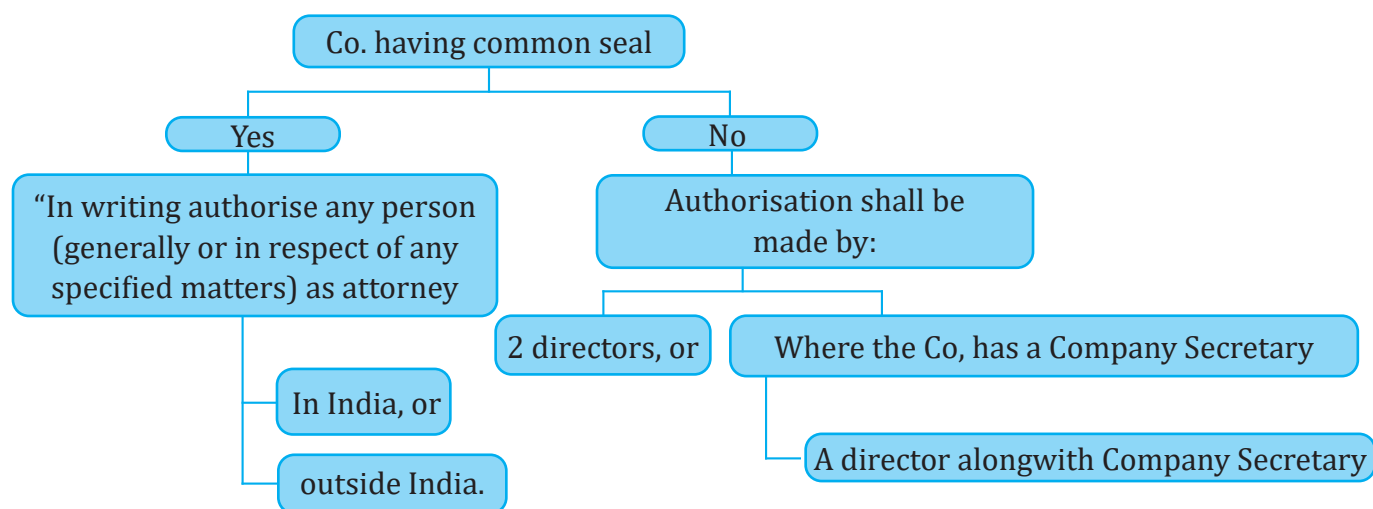 Co. having common seal
Yes
No
“In writing authorise any person
(generally or in respect of any
specified matters) as attorney
Authorisation shall be
made by:
2 directors, or
Where the Co, has a Company Secretary
In India, or
outside India.
A director alongwith Company Secretary